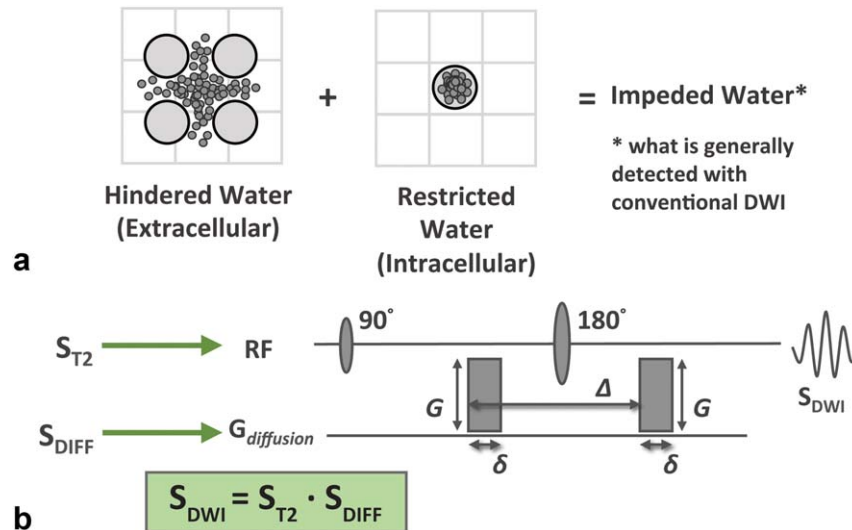 +
= Impeded Water*
* what is generally
detected with
conventional DWI
Hindered Water
(Extracellular)
Restricted
Water
(Intracellular)
a
S_T2 RF 90° 180°
G Δ G
S_DWI
S_DIFF G_diffusion
δ δ
S_DWI = S_T2 · S_DIFF
b